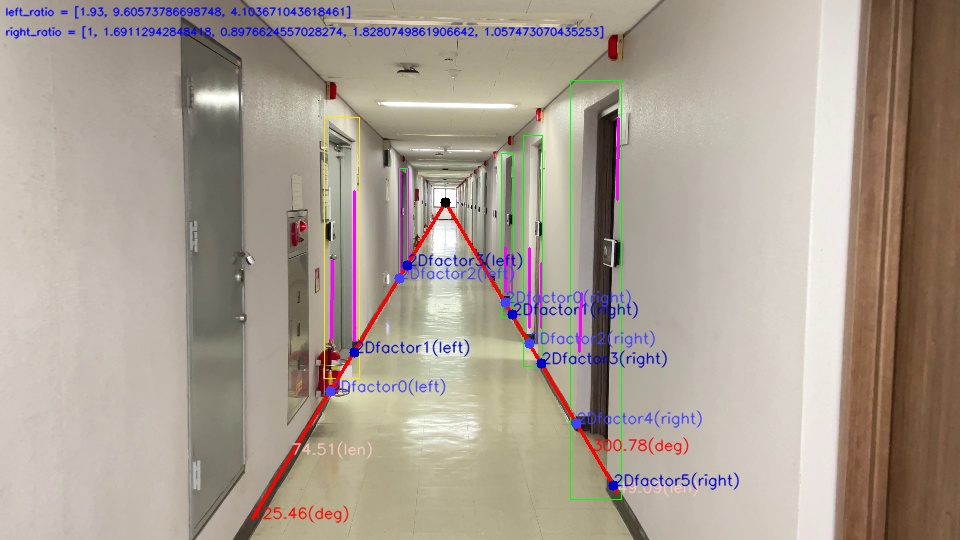 left_ratio = [1.93, 9.60573786698748, 4.103671043618461]
right_ratio = [1, 1.69112942848418, 0.8976624557028274, 1.8280749861906642, 1.057473070435253]
2Dfactor3(left)
2Dfactor2(left)
2Dfactor0(right)
2Dfactor1(right)
2Dfactor2(right)
2Dfactor1(left)
2Dfactor3(right)
2Dfactor0(left)
2Dfactor4(right)
300.78(deg)
74.51(len)
2Dfactor5(right)
25.46(deg)